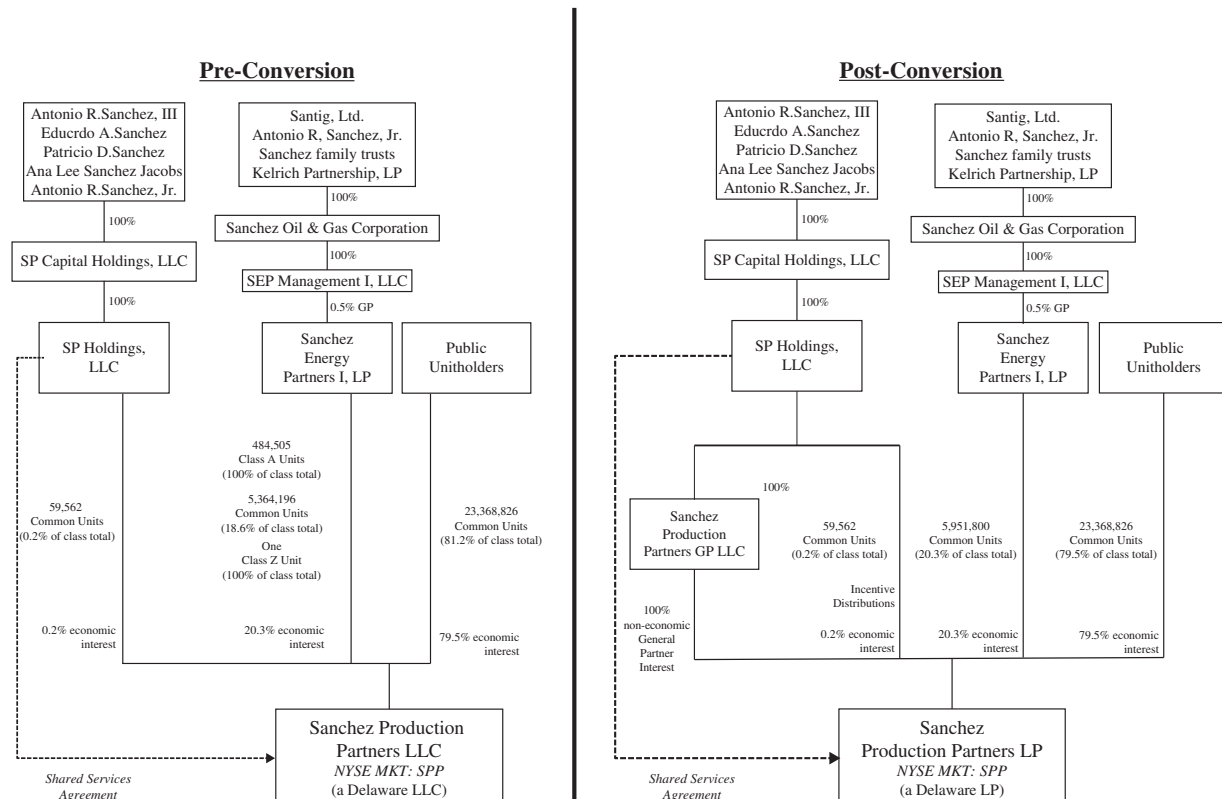 Pre-Conversion
Antonio R.Sanchez, III
Educrdo A.Sanchez
Patricio D.Sanchez
Ana Lee Sanchez Jacobs
Antonio R.Sanchez, Jr.
Santig, Ltd.
Antonio R, Sanchez, Jr.
Sanchez family trusts
Kelrich Partnership, LP
100%
100%
Sanchez Oil & Gas Corporation
SP Capital Holdings, LLC
100%
SEP Management I, LLC
100%
0.5% GP
SP Holdings,
LLC
Sanchez
Energy
Partners I, LP
Public
Unitholders
484,505
Class A Units
(100% of class total)
59,562
Common Units
(0.2% of class total)
5,364,196
Common Units
(18.6% of class total)
One
Class Z Unit
(100% of class total)
23,368,826
Common Units
(81.2% of class total)
0.2% economic
interest
20.3% economic
interest
79.5% economic
interest
Sanchez Production
Partners LLC
NYSE MKT: SPP
(a Delaware LLC)
Shared Services
Agreement
Post-Conversion
Antonio R.Sanchez, III
Educrdo A.Sanchez
Patricio D.Sanchez
Ana Lee Sanchez Jacobs
Antonio R.Sanchez, Jr.
Santig, Ltd.
Antonio R, Sanchez, Jr.
Sanchez family trusts
Kelrich Partnership, LP
100%
100%
Sanchez Oil & Gas Corporation
SP Capital Holdings, LLC
100%
SEP Management I, LLC
100%
0.5% GP
SP Holdings,
LLC
Sanchez
Energy
Partners I, LP
Public
Unitholders
100%
Sanchez
Production
Partners GP LLC
59,562
Common Units
(0.2% of class total)
5,951,800
Common Units
(20.3% of class total)
23,368,826
Common Units
(79.5% of class total)
Incentive
Distributions
100%
non-economic
General
Partner
Interest
0.2% economic
interest
20.3% economic
interest
79.5% economic
interest
Sanchez
Production Partners LP
NYSE MKT: SPP
(a Delaware LP)
Shared Services
Agreement